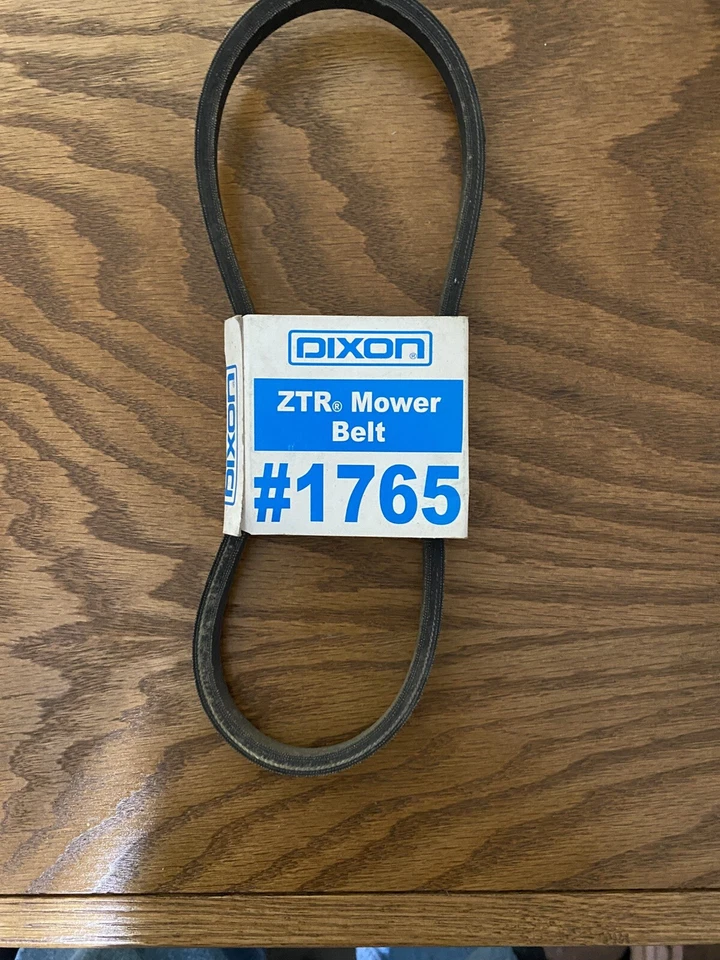 DIXON®
ZTR® Mower
Belt
#1765
DIXON